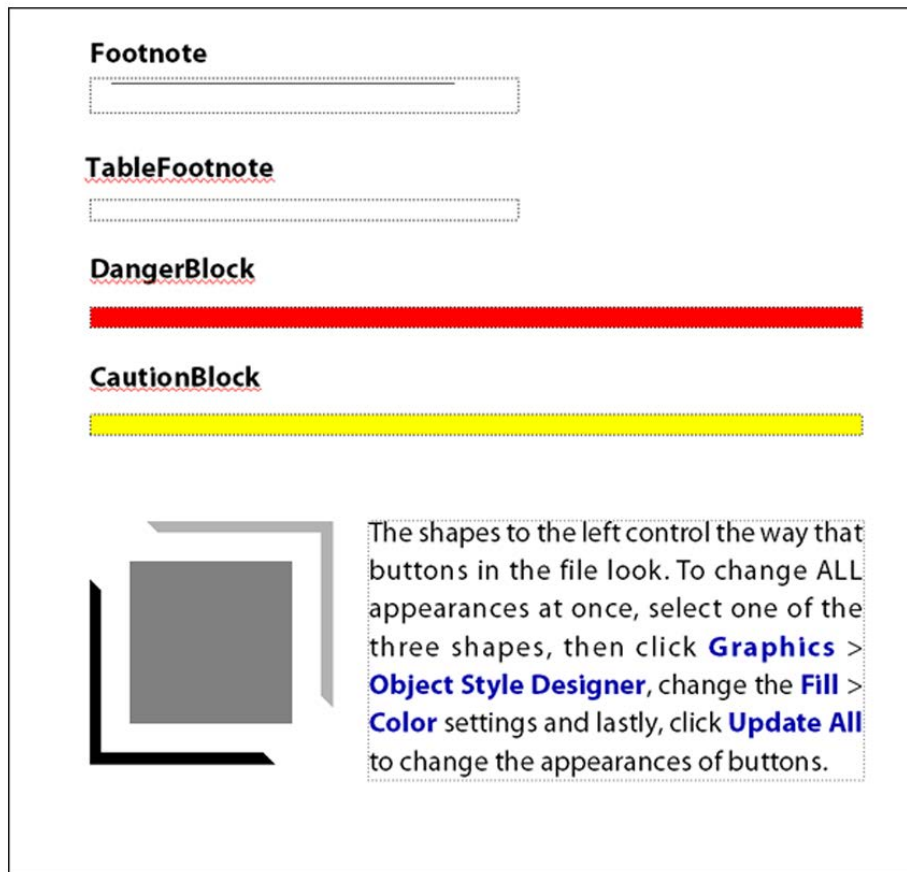 Footnote
TableFootnote
DangerBlock
CautionBlock
The shapes to the left control the way that
buttons in the file look. To change ALL
appearances at once, select one of the
three shapes, then click Graphics >
Object Style Designer, change the Fill >
Color settings and lastly, click Update All
to change the appearances of buttons.